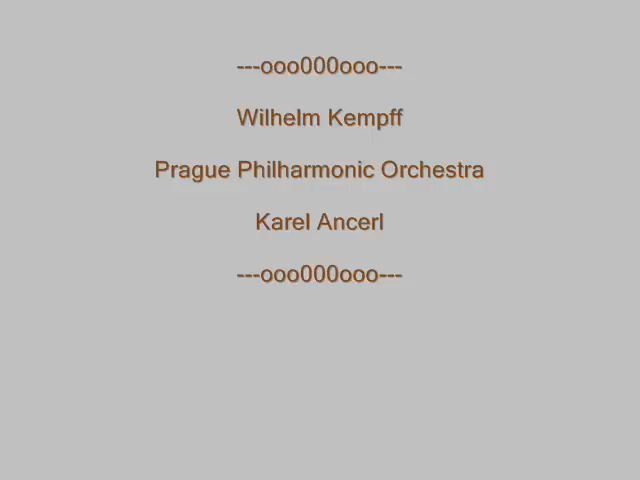 ---ooo000ooo---
Wilhelm Kempff
Prague Philharmonic Orchestra
Karel Ancerl
---ooo000ooo---